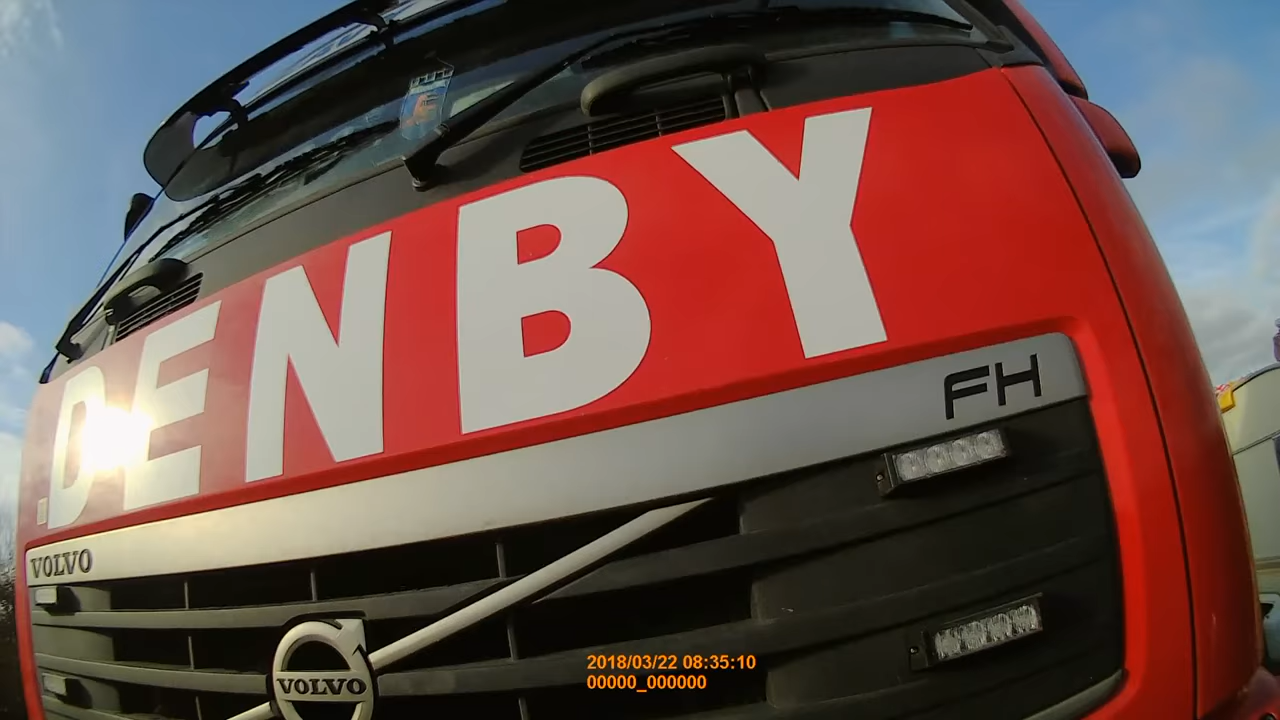 DENBY
FH
VOLVO
VOLVO
2018/03/22 08:35:10
00000_000000